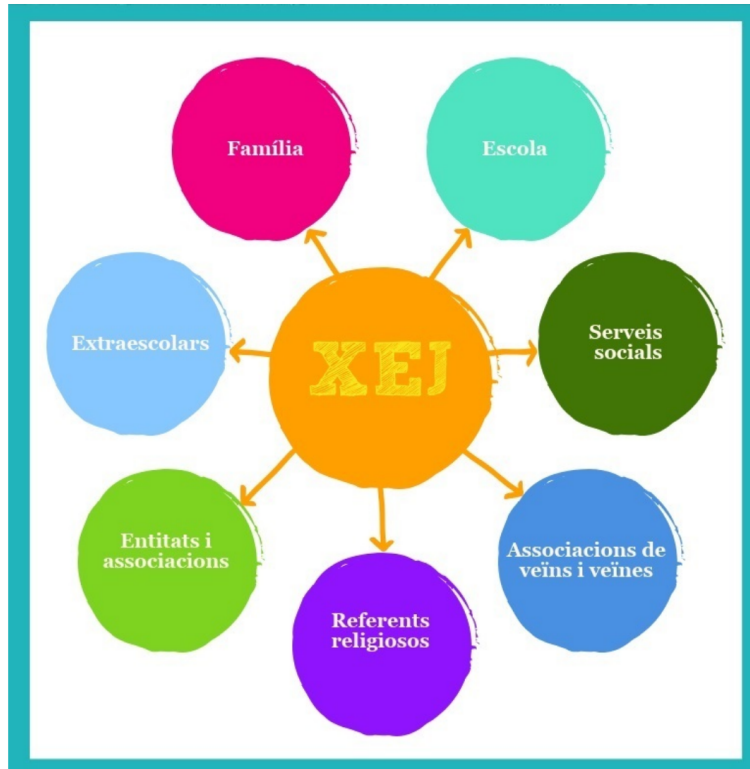 Família
Escola
Extraescolars
XEJ
Serveis
socials
Entitats i
associacions
Associacions de
veïns i veïnes
Referents
religiosos